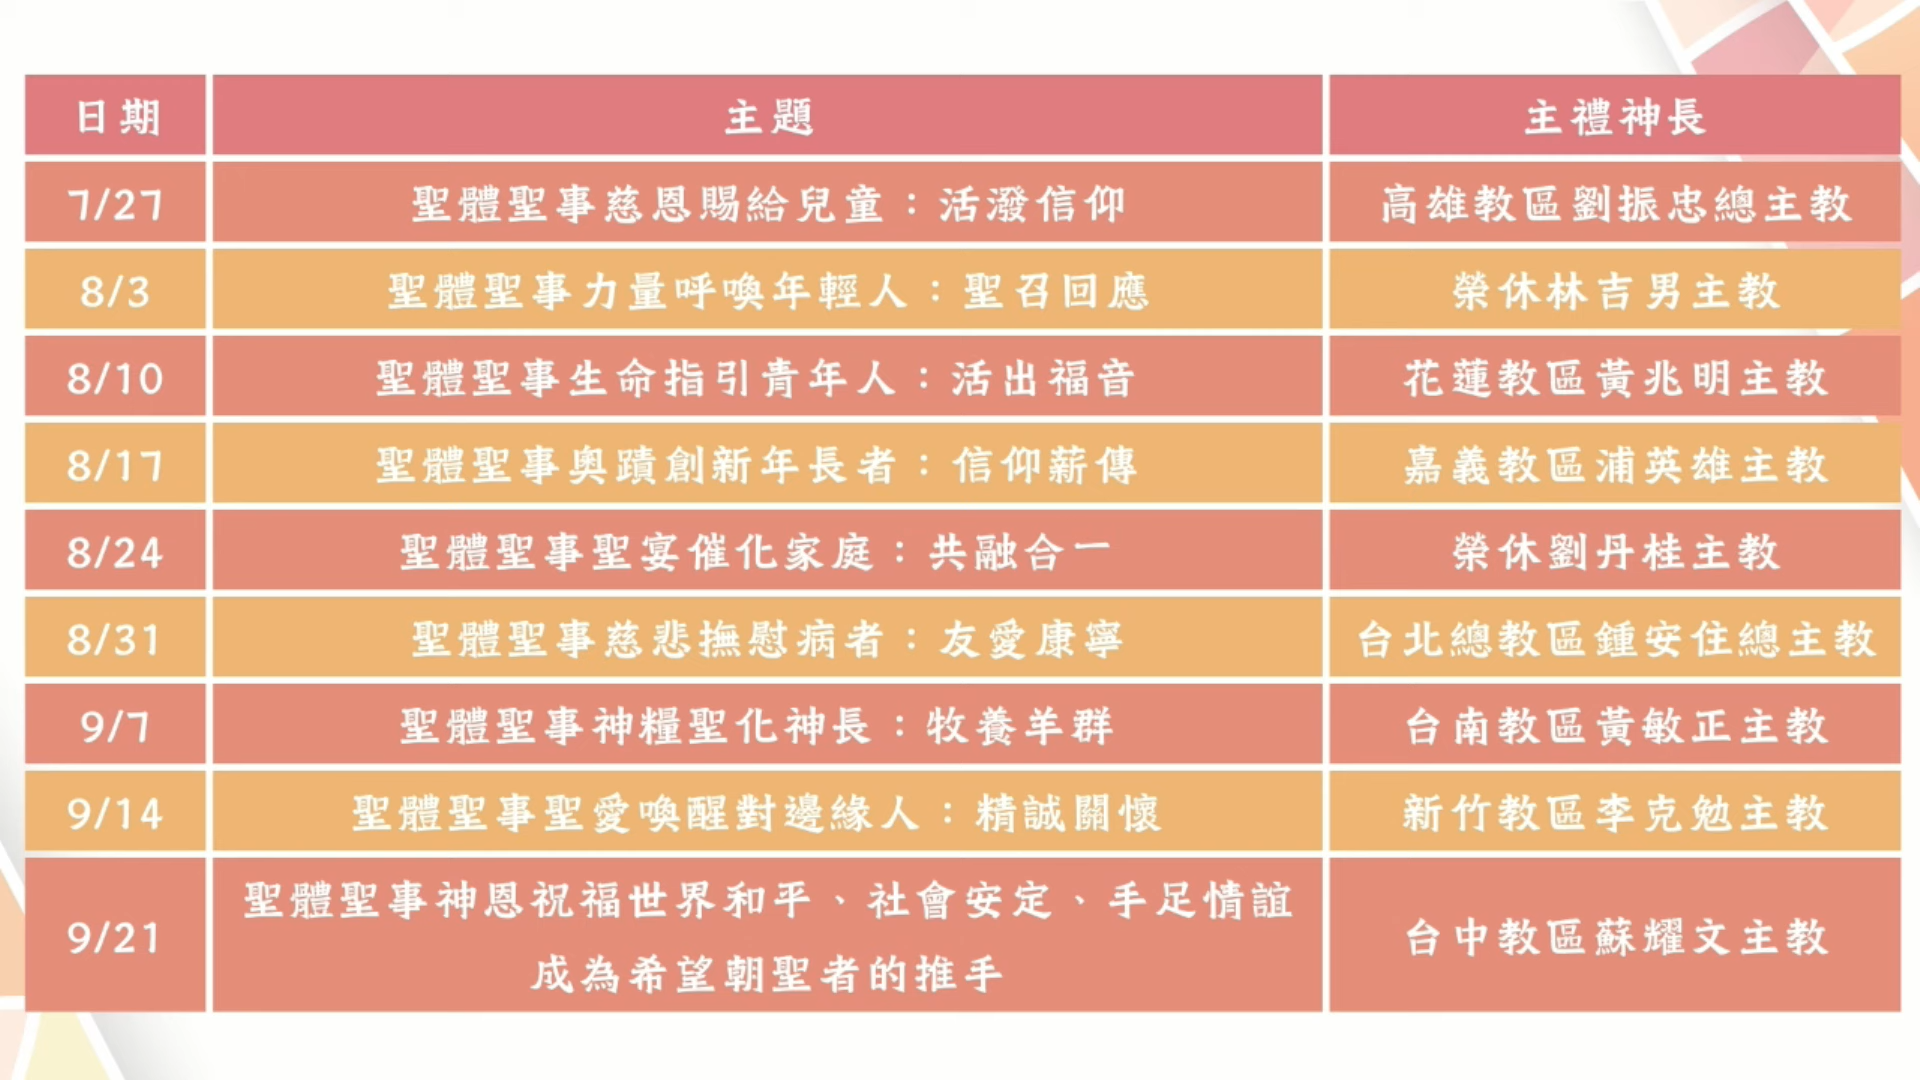 日期 主題 主禮神長
7/27 聖體聖事慈恩賜給兒童：活潑信仰 高雄教區劉振忠總主教
8/3 聖體聖事力量呼喚年輕人：聖召回應 榮休林吉男主教
8/10 聖體聖事生命指引青年人：活出福音 花蓮教區黃兆明主教
8/17 聖體聖事奧蹟創新年長者：信仰薪傳 嘉義教區浦英雄主教
8/24 聖體聖事聖宴催化家庭：共融合一 榮休劉丹桂主教
8/31 聖體聖事慈悲撫慰病者：友愛康寧 台北總教區鍾安住總主教
9/7 聖體聖事神糧聖化神長：牧養羊群 台南教區黃敏正主教
9/14 聖體聖事聖愛喚醒對邊緣人：精誠關懷 新竹教區李克勉主教
9/21 聖體聖事神恩祝福世界和平、社會安定、手足情誼
成為希望朝聖者的推手 台中教區蘇耀文主教